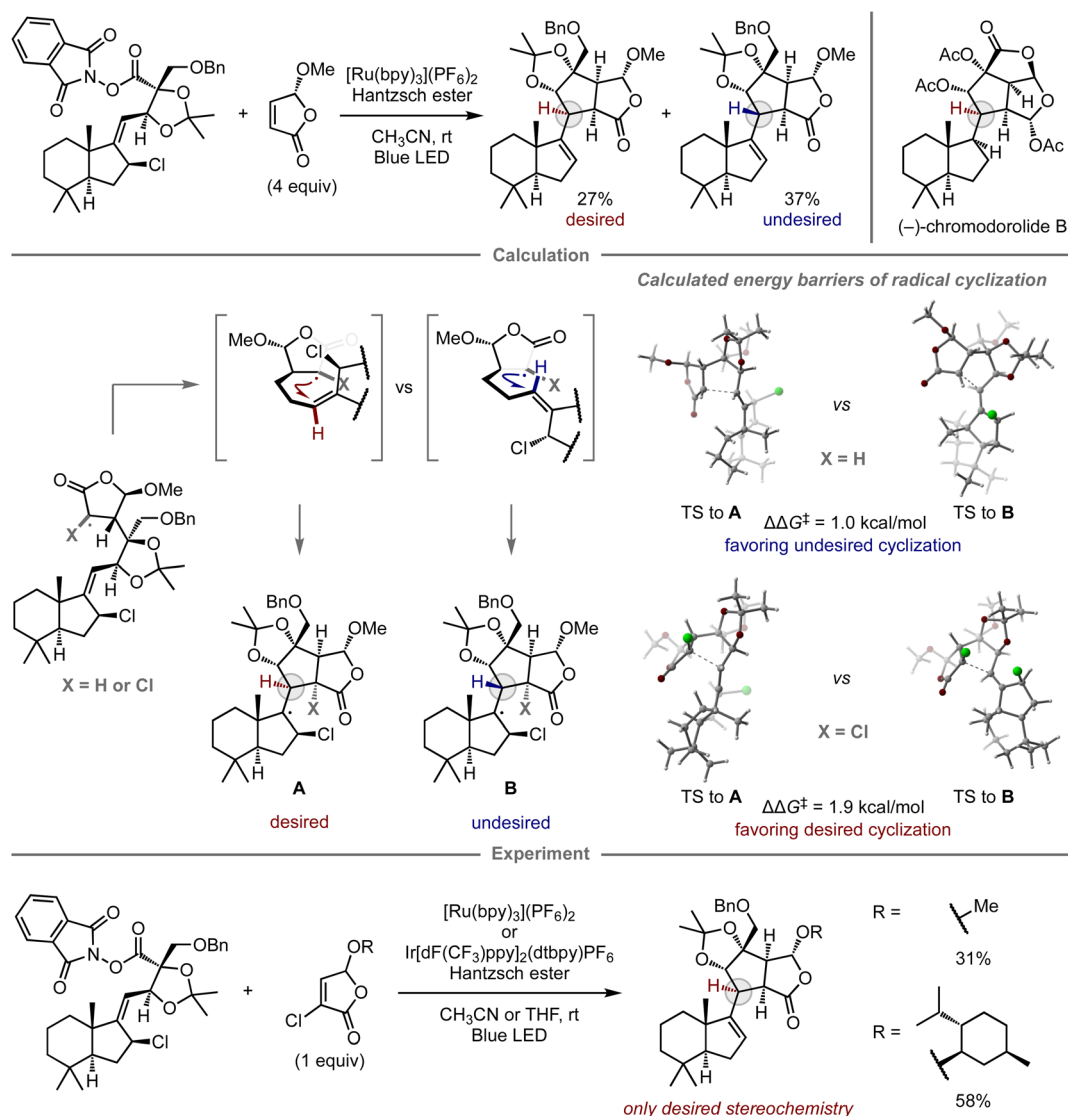 O
N
O
O
O
OBn
O
O
H
Cl
+
OMe
O
O
(4 equiv)
[Ru(bpy)3](PF6)2
Hantzsch ester
CH3CN, rt
Blue LED
BnO
O
O
H
OMe
H
H
O
O
H
27%
desired
+
BnO
O
O
H
OMe
H
H
O
O
H
37%
undesired
O
O
AcO
AcO
H
H
H
O
OAc
H
H
(–)-chromodorolide B
Calculation
Calculated energy barriers of radical cyclization
MeO
O
O
Cl
X
H
vs
MeO
O
O
H
X
Cl
vs
X = H
TS to A
TS to B
ΔΔG‡ = 1.0 kcal/mol
favoring undesired cyclization
O
O
OMe
X
H
OBn
O
O
H
Cl
H
X = H or Cl
BnO
O
O
H
OMe
H
X
O
O
Cl
H
A
desired
BnO
O
O
H
OMe
H
X
O
O
Cl
H
B
undesired
vs
X = Cl
TS to A
TS to B
ΔΔG‡ = 1.9 kcal/mol
favoring desired cyclization
Experiment
O
N
O
O
O
OBn
O
O
H
Cl
H
+
OR
O
Cl
O
(1 equiv)
[Ru(bpy)3](PF6)2
or
Ir[dF(CF3)ppy]2(dtbpy)PF6
Hantzsch ester
CH3CN or THF, rt
Blue LED
BnO
O
O
H
OR
H
H
O
O
H
only desired stereochemistry
R =
Me
31%
R =
58%